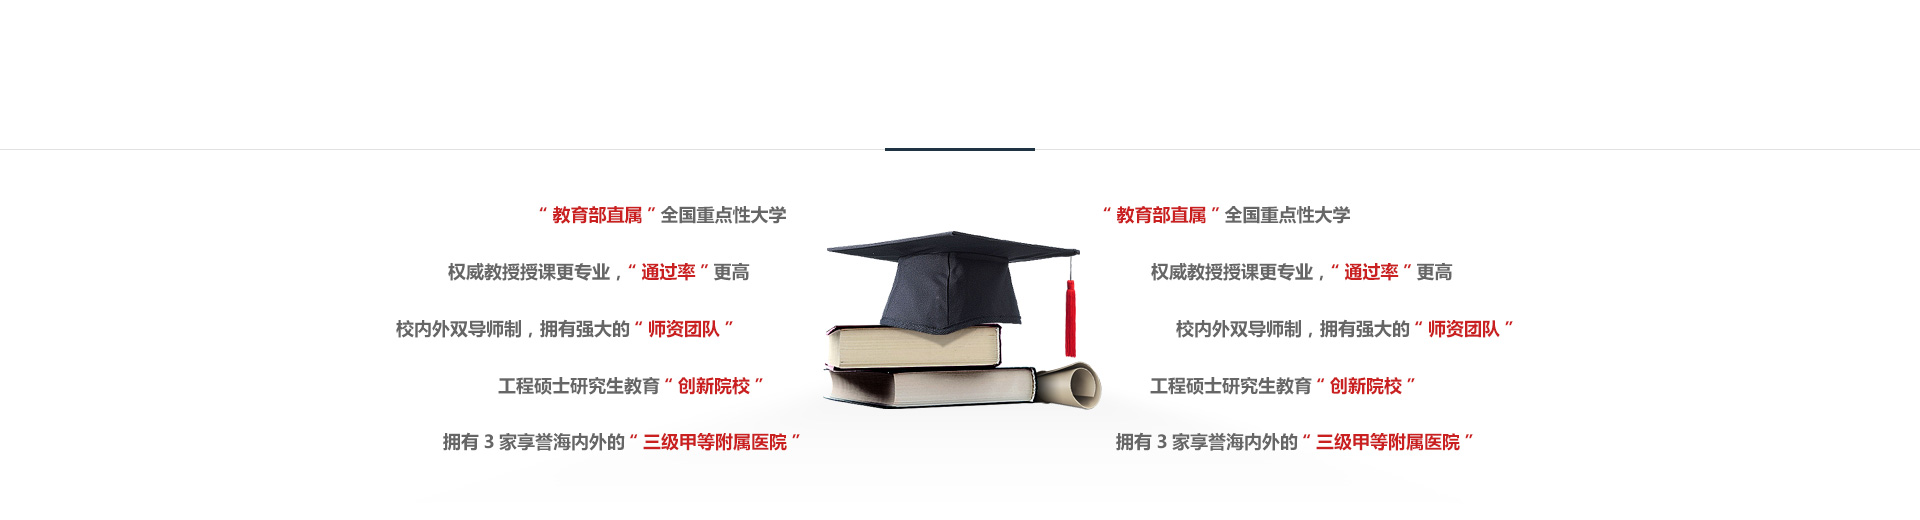 “ 教育部直属 ” 全国重点性大学
权威教授授课更专业，“ 通过率 ” 更高
校内外双导师制，拥有强大的 “ 师资团队 ”
工程硕士研究生教育 “ 创新院校 ”
拥有 3 家享誉海内外的 “ 三级甲等附属医院 ”
“ 教育部直属 ” 全国重点性大学
权威教授授课更专业，“ 通过率 ” 更高
校内外双导师制，拥有强大的 “ 师资团队 ”
工程硕士研究生教育 “ 创新院校 ”
拥有 3 家享誉海内外的 “ 三级甲等附属医院 ”